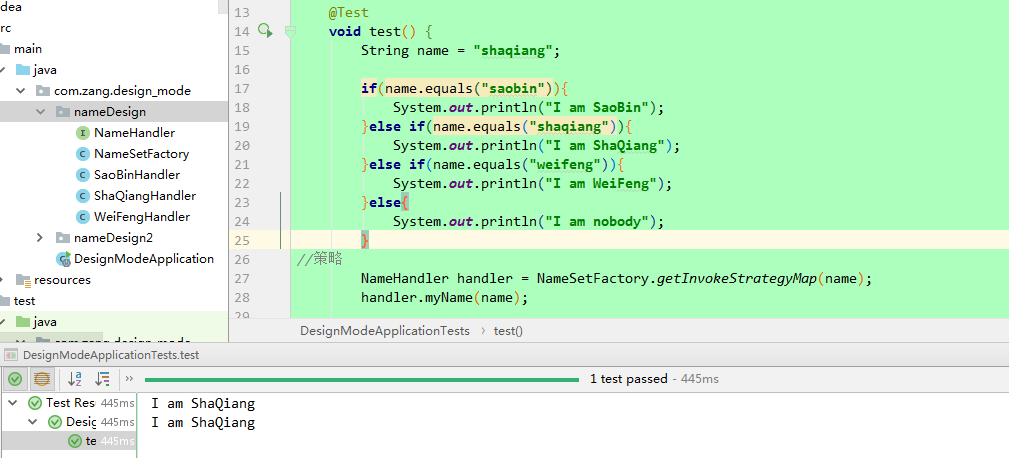 dea
rc
main
java
com.zang.design_mode
nameDesign
NameHandler
NameSetFactory
SaoBinHandler
ShaQiangHandler
WeiFengHandler
nameDesign2
DesignModeApplication
resources
test
java
13 @Test
14 void test() {
15 String name = "shaqiang";
16
17 if(name.equals("saobin")){
18 System.out.println("I am SaoBin");
19 }else if(name.equals("shaqiang")){
20 System.out.println("I am ShaQiang");
21 }else if(name.equals("weifeng")){
22 System.out.println("I am WeiFeng");
23 }else{
24 System.out.println("I am nobody");
25 }
26 //策略
27 NameHandler handler = NameSetFactory.getInvokeStrategyMap(name);
28 handler.myName(name);
29
DesignModeApplicationTests › test()
DesignModeApplicationTests.test
1 test passed - 445ms
Test Res 445ms
Desig 445ms
te 445ms
I am ShaQiang
I am ShaQiang